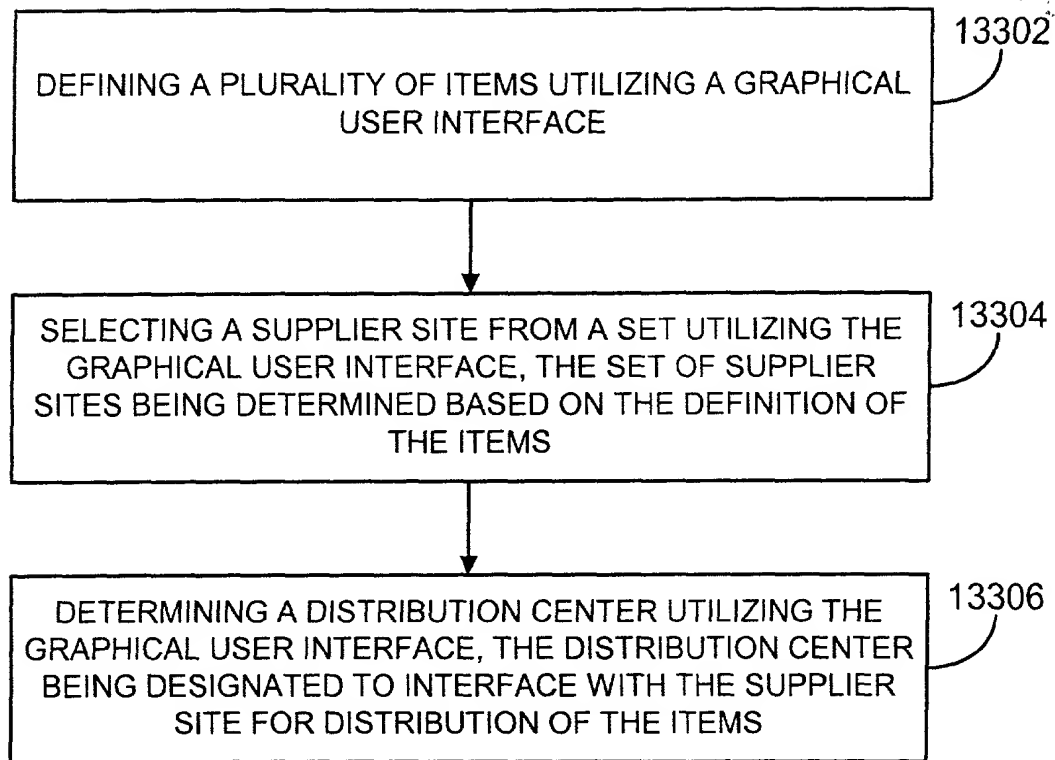 13302
DEFINING A PLURALITY OF ITEMS UTILIZING A GRAPHICAL
USER INTERFACE
13304
SELECTING A SUPPLIER SITE FROM A SET UTILIZING THE
GRAPHICAL USER INTERFACE, THE SET OF SUPPLIER
SITES BEING DETERMINED BASED ON THE DEFINITION OF
THE ITEMS
13306
DETERMINING A DISTRIBUTION CENTER UTILIZING THE
GRAPHICAL USER INTERFACE, THE DISTRIBUTION CENTER
BEING DESIGNATED TO INTERFACE WITH THE SUPPLIER
SITE FOR DISTRIBUTION OF THE ITEMS